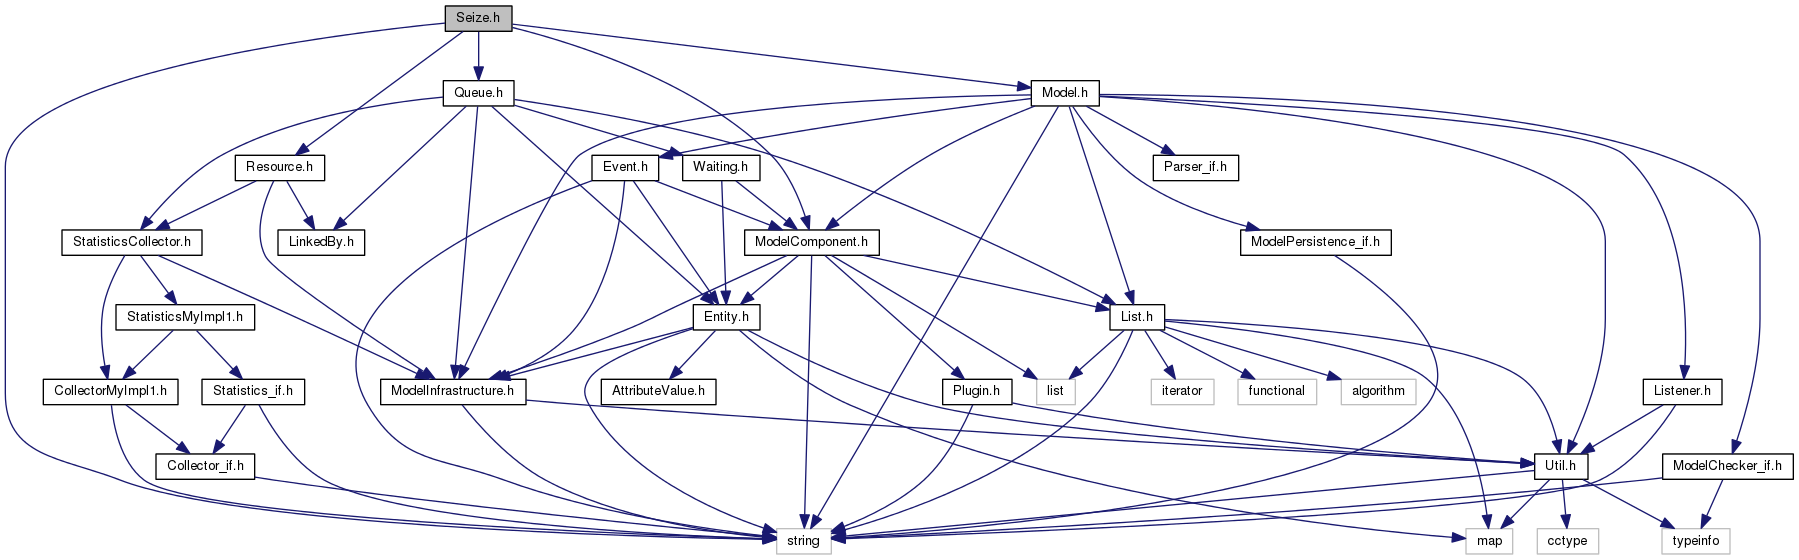 Seize.h
Queue.h
Model.h
Resource.h
Event.h
Waiting.h
Parser_if.h
StatisticsCollector.h
LinkedBy.h
ModelComponent.h
ModelPersistence_if.h
StatisticsMyImpl1.h
Entity.h
List.h
CollectorMyImpl1.h
Statistics_if.h
ModelInfrastructure.h
AttributeValue.h
Plugin.h
list
iterator
functional
algorithm
Listener.h
Collector_if.h
Util.h
ModelChecker_if.h
string
map
cctype
typeinfo